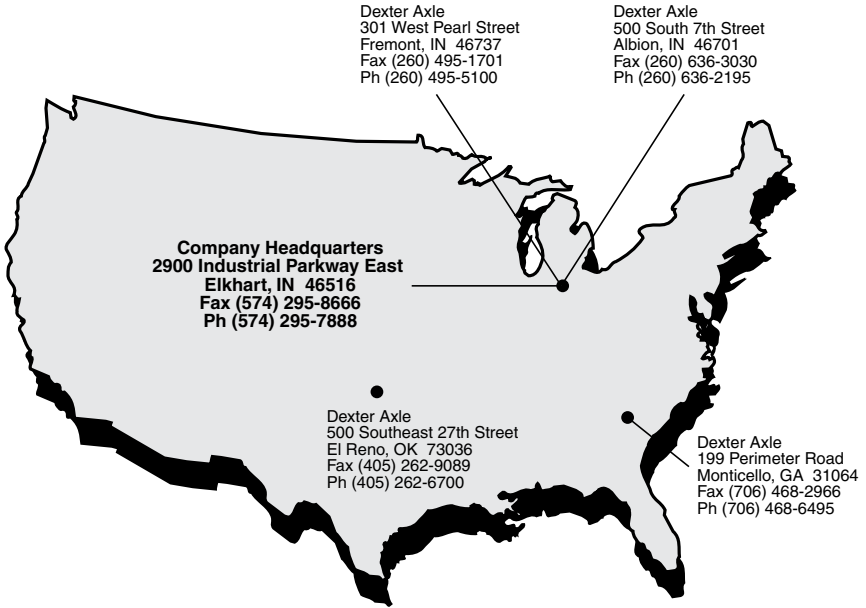 Dexter Axle
301 West Pearl Street
Fremont, IN  46737
Fax (260) 495-1701
Ph (260) 495-5100
Dexter Axle
500 South 7th Street
Albion, IN  46701
Fax (260) 636-3030
Ph (260) 636-2195
Company Headquarters
2900 Industrial Parkway East
Elkhart, IN  46516
Fax (574) 295-8666
Ph (574) 295-7888
Dexter Axle
500 Southeast 27th Street
El Reno, OK  73036
Fax (405) 262-9089
Ph (405) 262-6700
Dexter Axle
199 Perimeter Road
Monticello, GA  31064
Fax (706) 468-2966
Ph (706) 468-6495